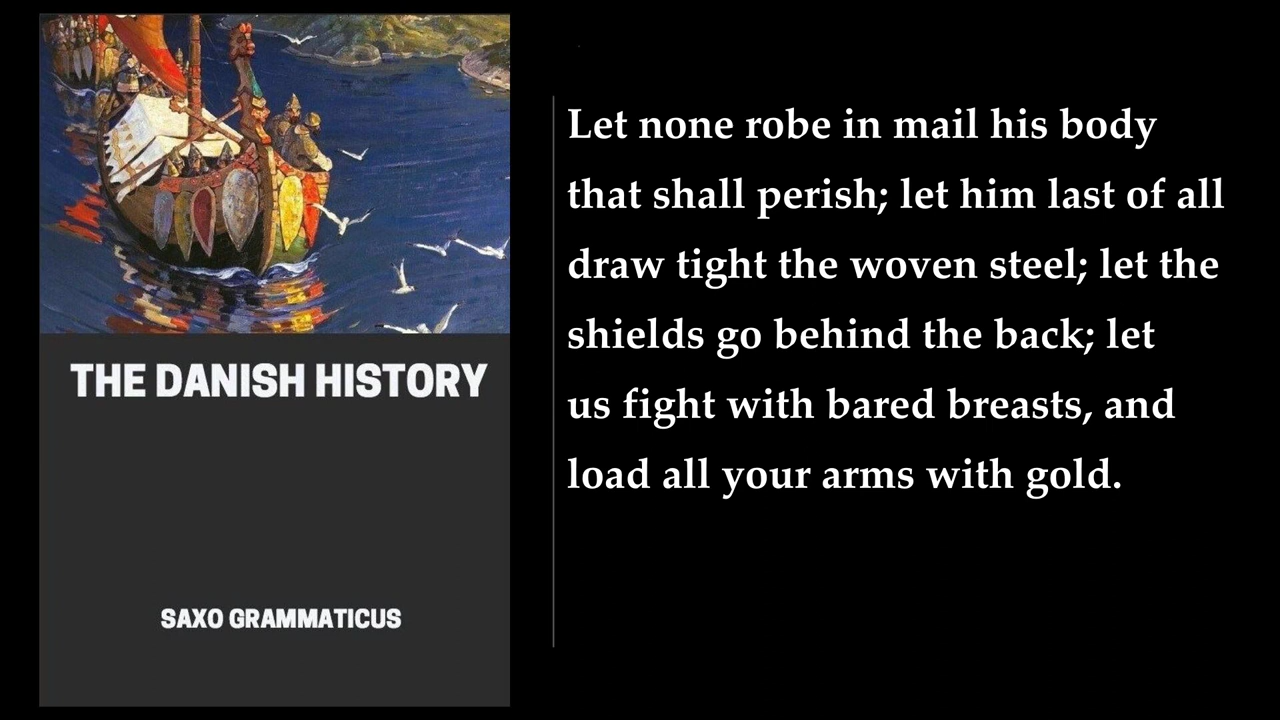 THE DANISH HISTORY
SAXO GRAMMATICUS
Let none robe in mail his body
that shall perish; let him last of all
draw tight the woven steel; let the
shields go behind the back; let
us fight with bared breasts, and
load all your arms with gold.